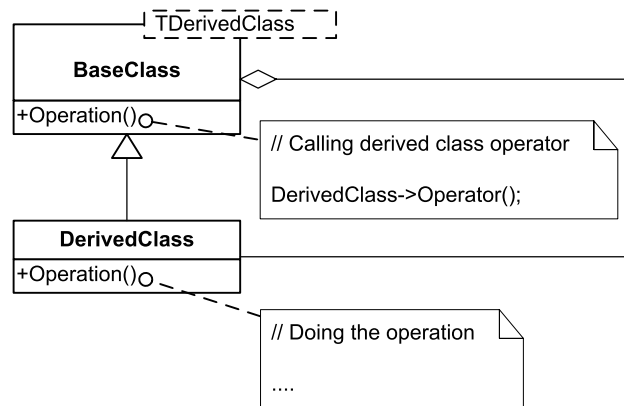 TDerivedClass
BaseClass
+Operation()
// Calling derived class operator
DerivedClass->Operator();
DerivedClass
+Operation()
// Doing the operation
....